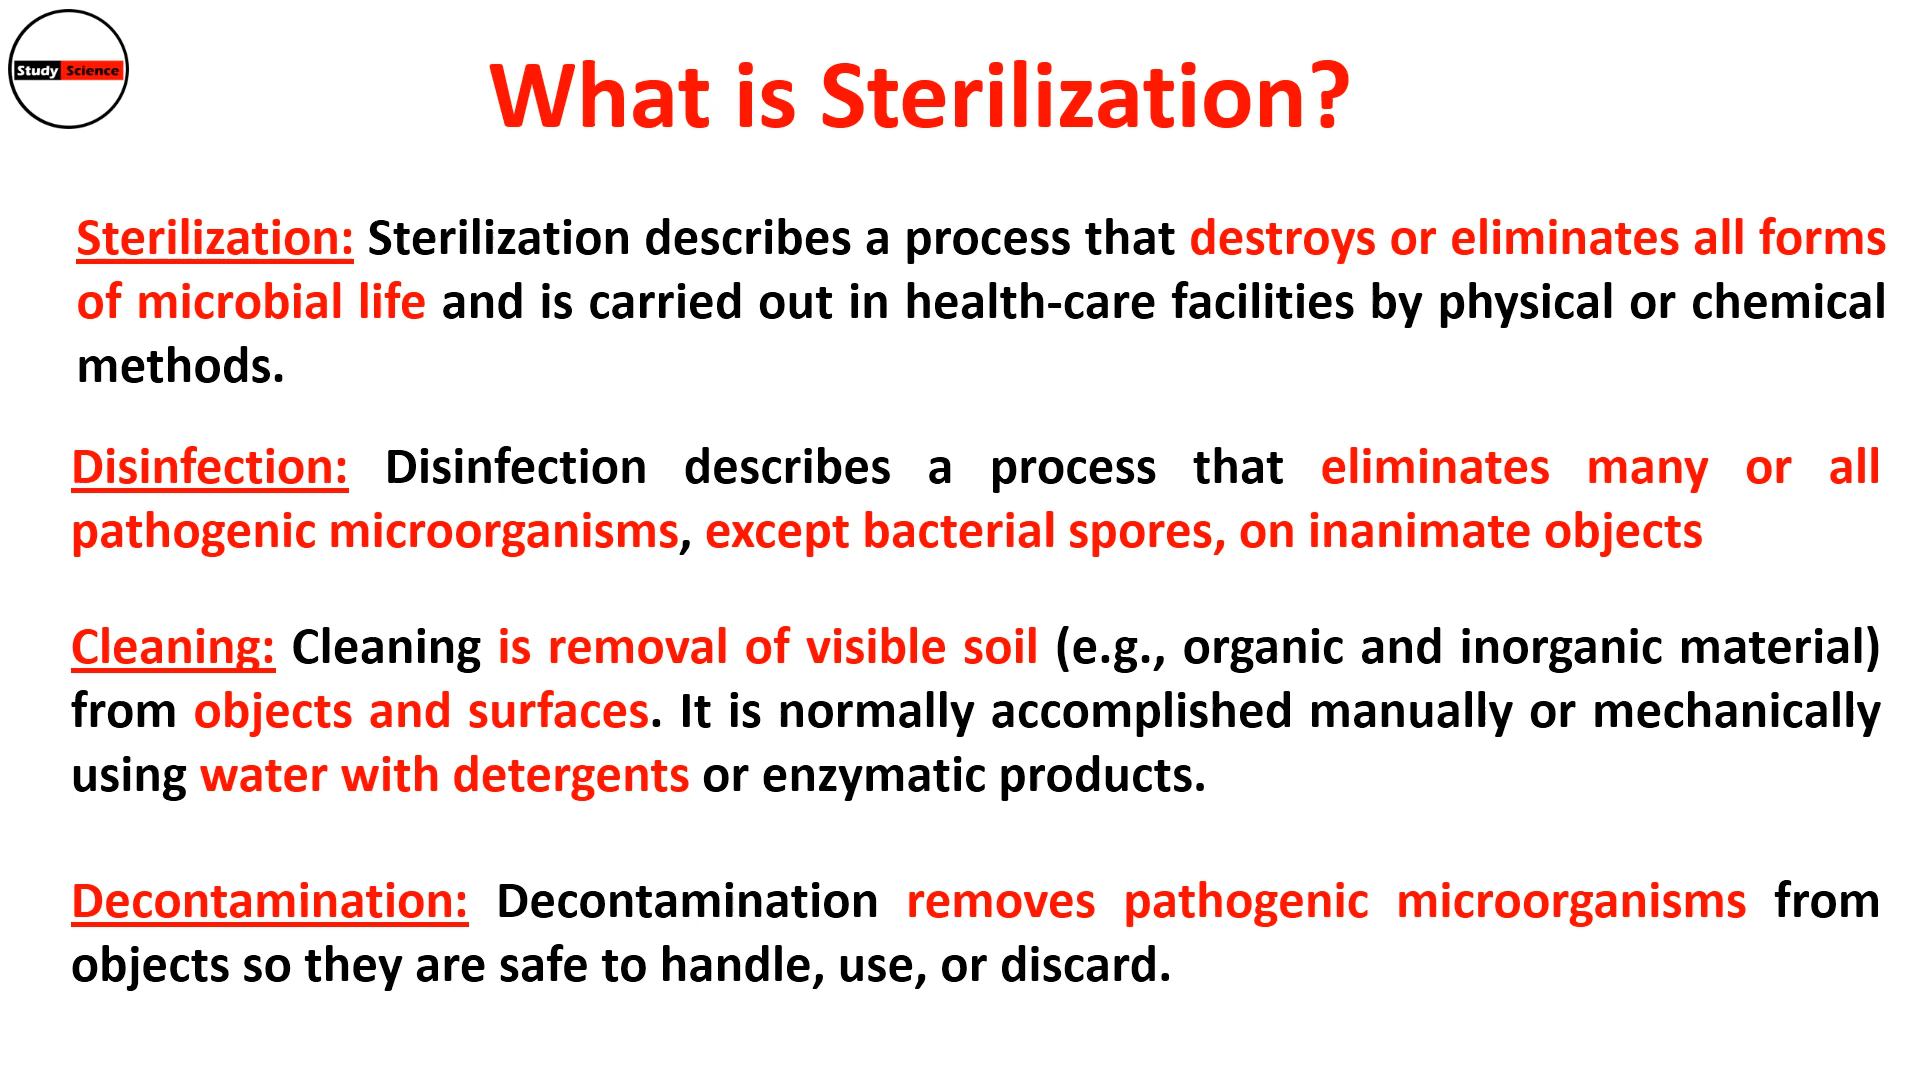 Study Science
What is Sterilization?
Sterilization: Sterilization describes a process that destroys or eliminates all forms
of microbial life and is carried out in health-care facilities by physical or chemical
methods.
Disinfection: Disinfection describes a process that eliminates many or all
pathogenic microorganisms, except bacterial spores, on inanimate objects
Cleaning: Cleaning is removal of visible soil (e.g., organic and inorganic material)
from objects and surfaces. It is normally accomplished manually or mechanically
using water with detergents or enzymatic products.
Decontamination: Decontamination removes pathogenic microorganisms from
objects so they are safe to handle, use, or discard.